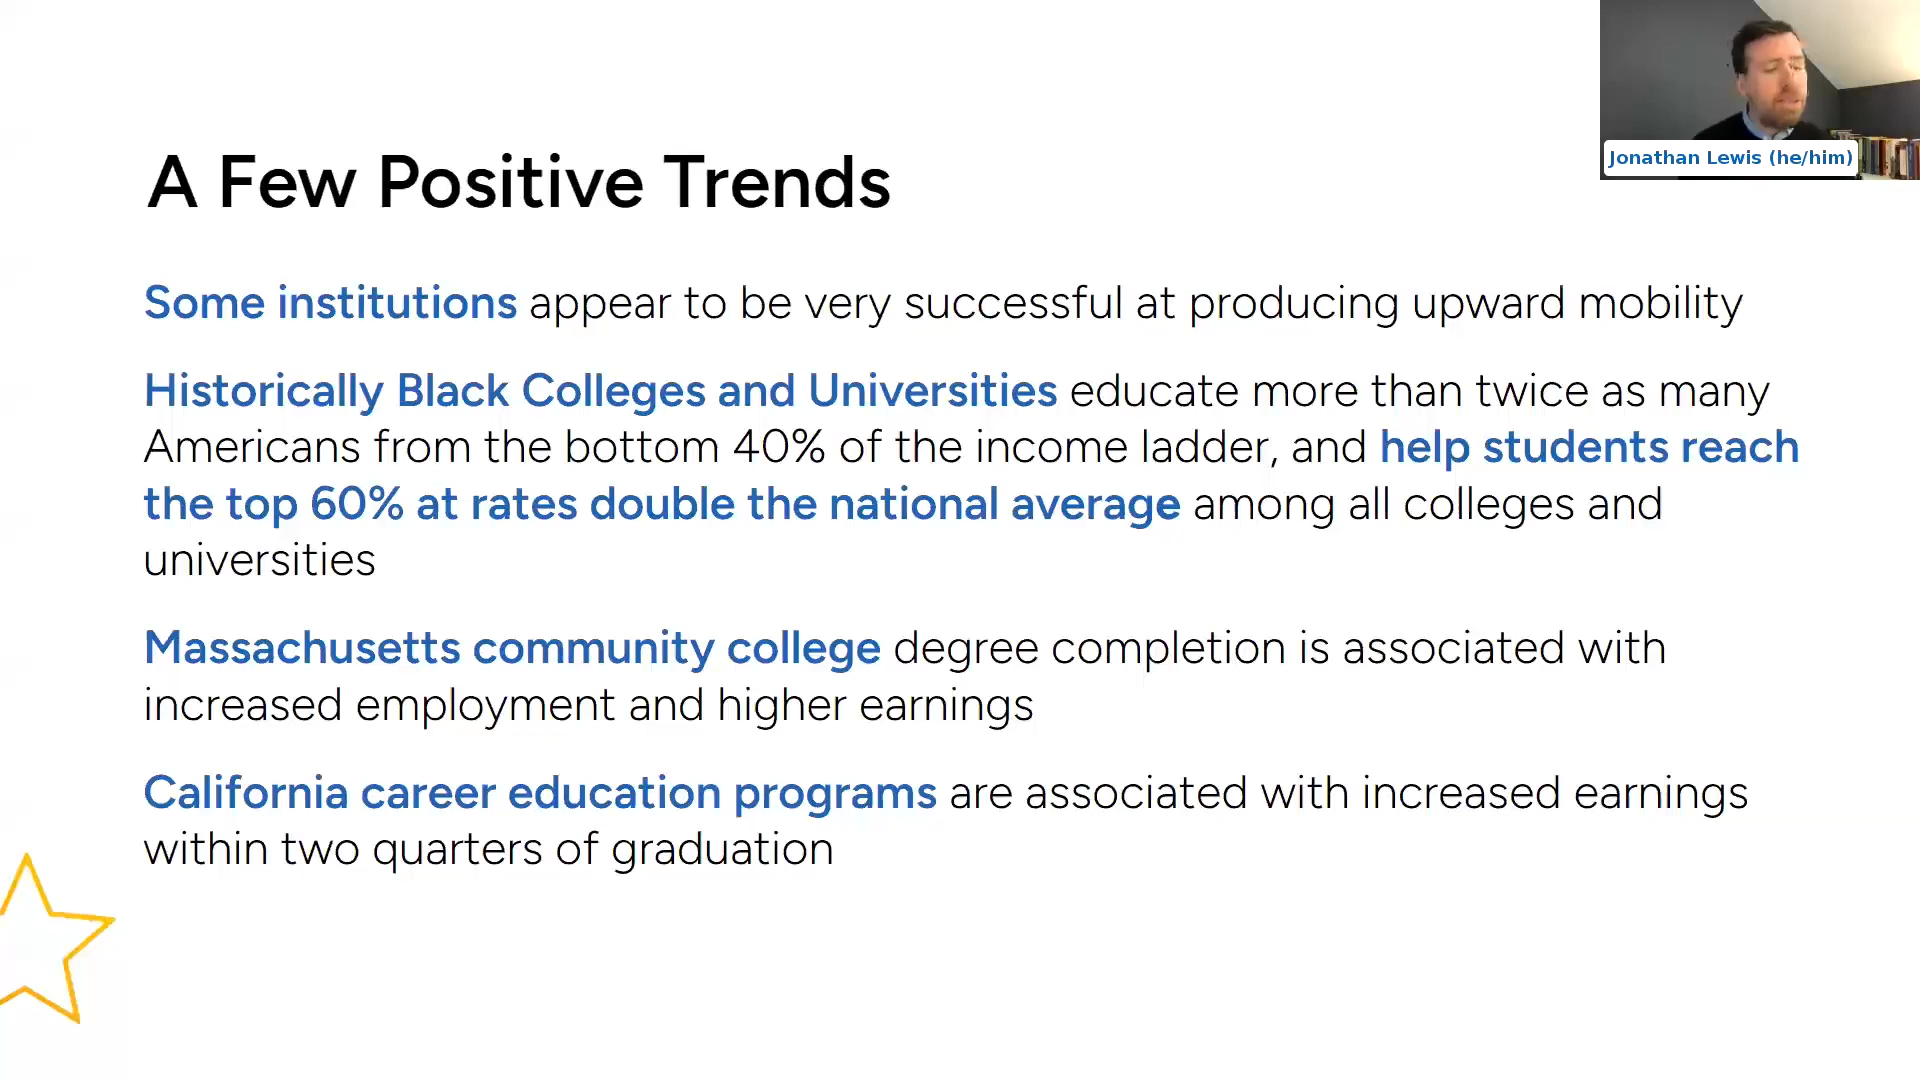 A Few Positive Trends
Jonathan Lewis (he/him)
Some institutions appear to be very successful at producing upward mobility
Historically Black Colleges and Universities educate more than twice as many
Americans from the bottom 40% of the income ladder, and help students reach
the top 60% at rates double the national average among all colleges and
universities
Massachusetts community college degree completion is associated with
increased employment and higher earnings
California career education programs are associated with increased earnings
within two quarters of graduation